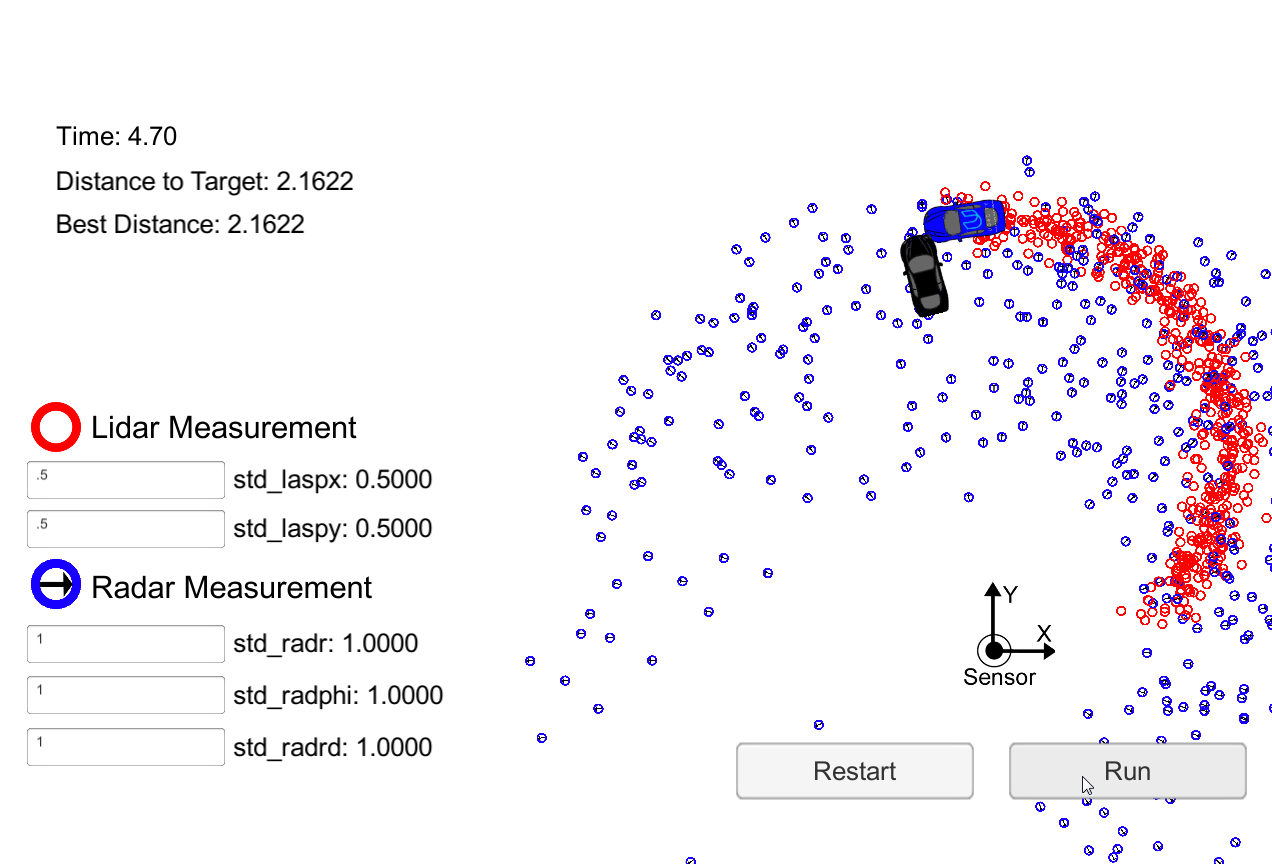 Time: 4.70
Distance to Target: 2.1622
Best Distance: 2.1622
Lidar Measurement
.5 std_laspx: 0.5000
.5 std_laspy: 0.5000
Radar Measurement
1 std_radr: 1.0000
1 std_radphi: 1.0000
1 std_radrd: 1.0000
Y
X
Sensor
Restart Run